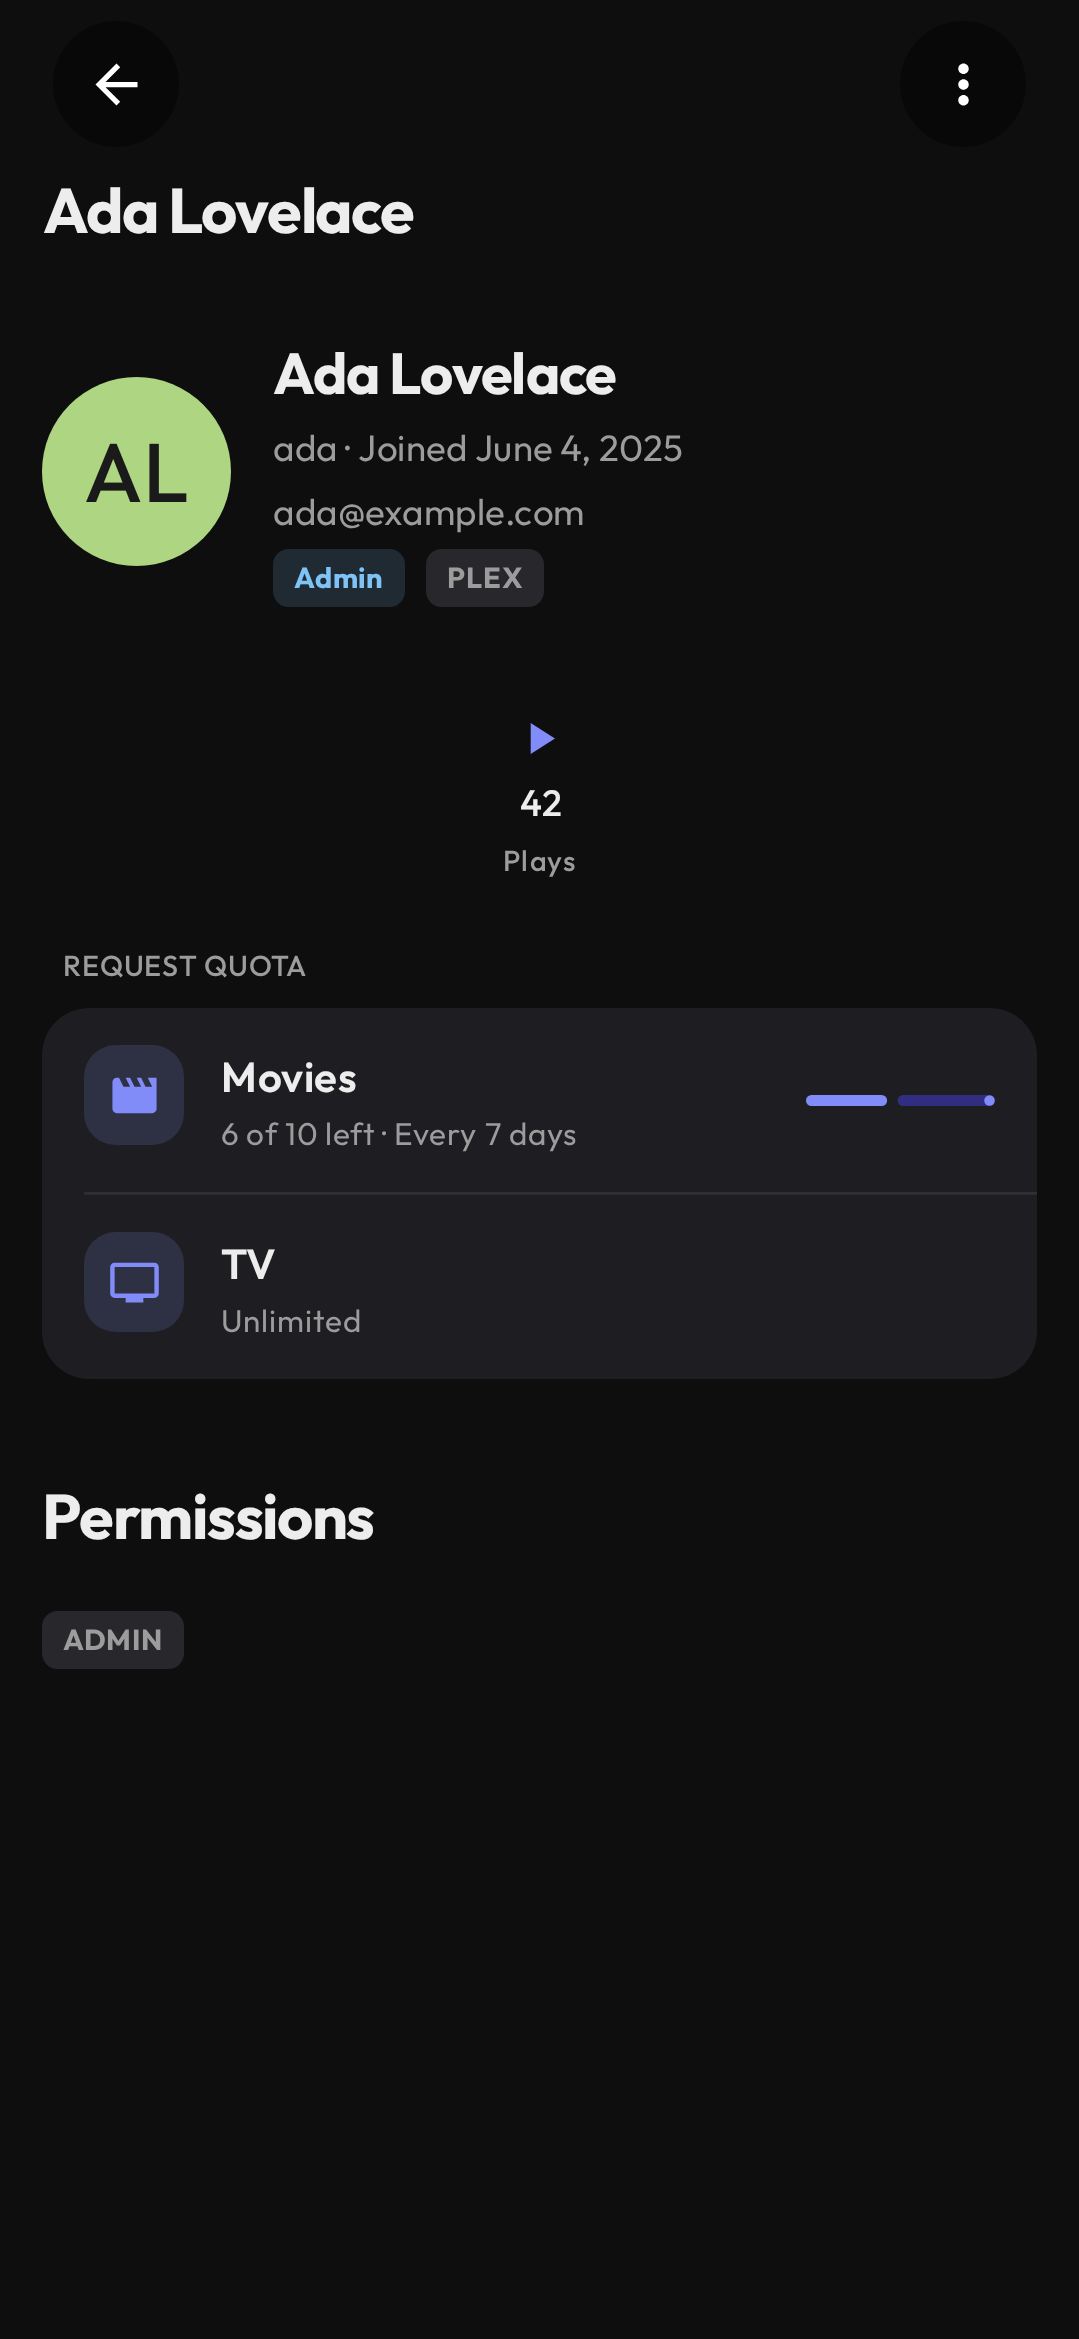 Ada Lovelace
AL
Ada Lovelace
ada · Joined June 4, 2025
ada@example.com
Admin PLEX
42
Plays
REQUEST QUOTA
Movies
6 of 10 left · Every 7 days
TV
Unlimited
Permissions
ADMIN